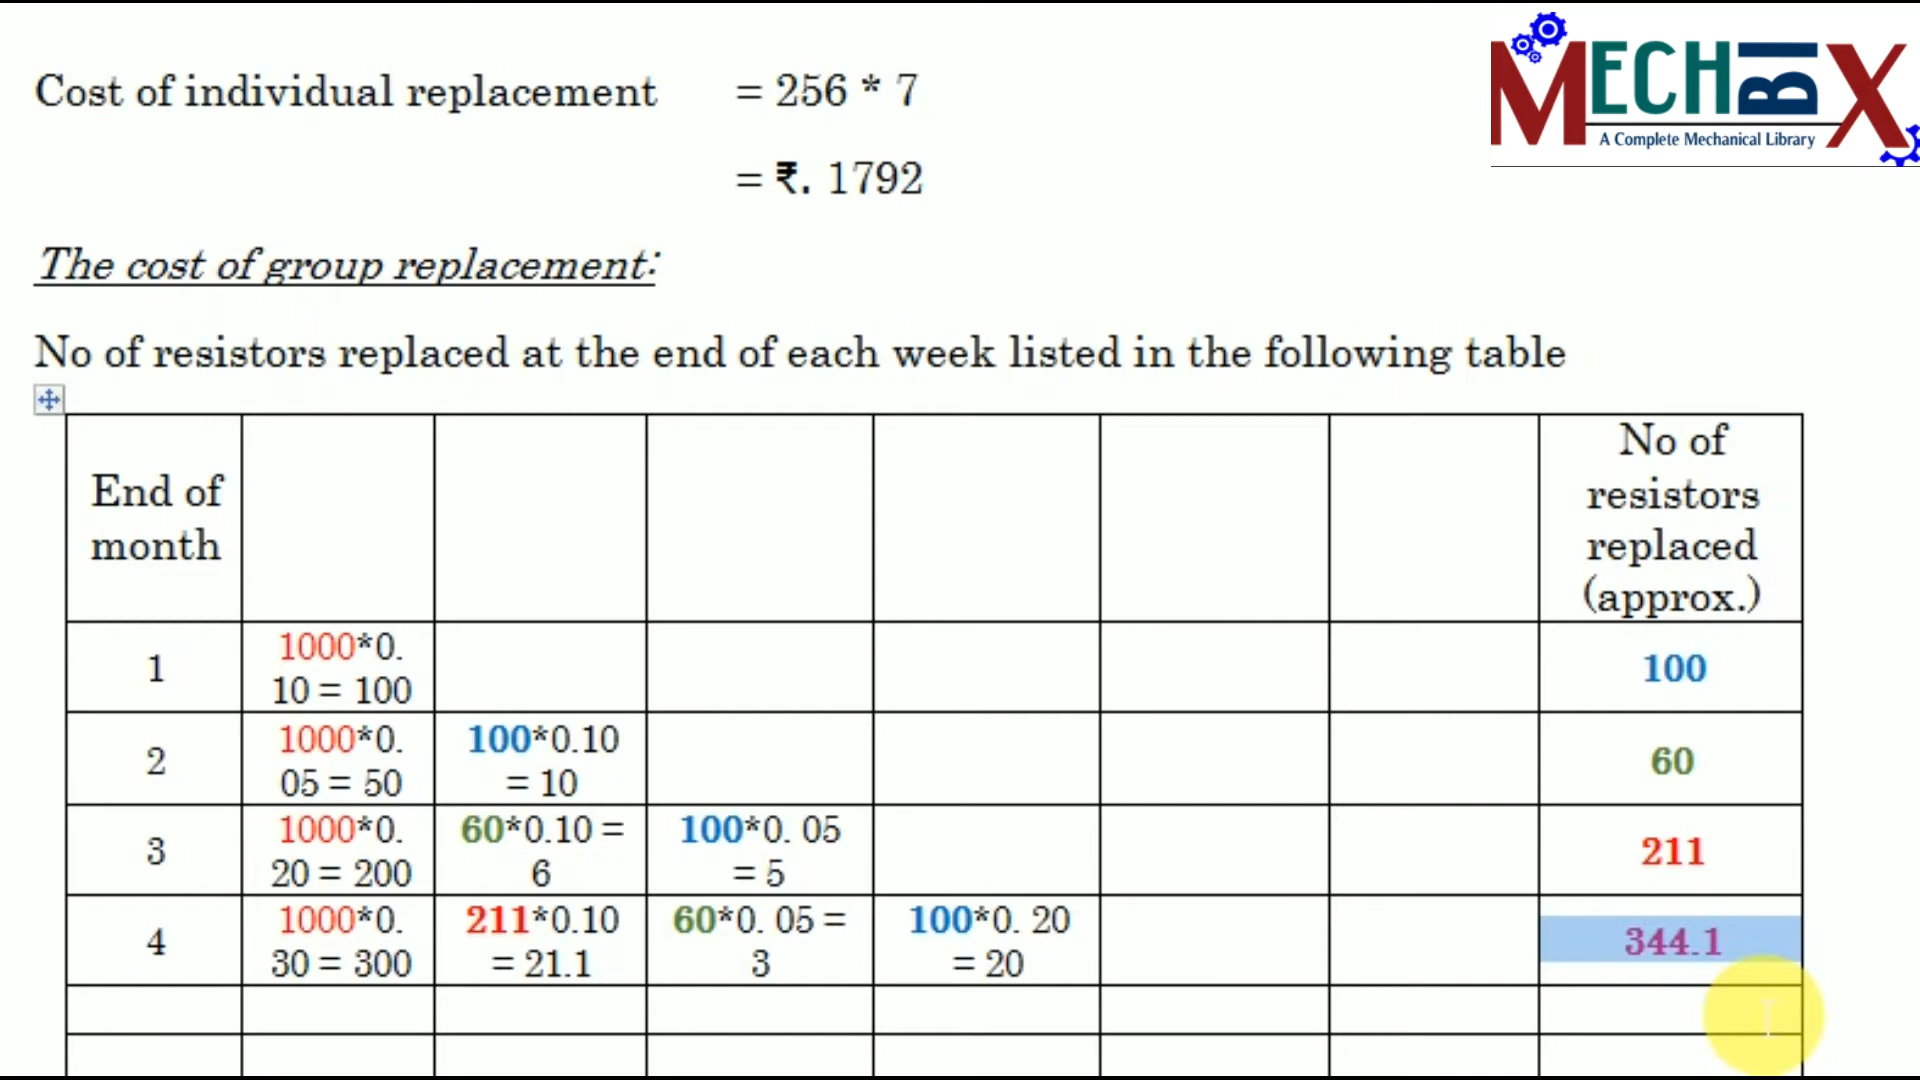 MECHBIX
A Complete Mechanical Library
Cost of individual replacement = 256 * 7
= ₹. 1792
The cost of group replacement:
No of resistors replaced at the end of each week listed in the following table
End of
month
No of
resistors
replaced
(approx.)
1
1000*0.
10 = 100
100
2
1000*0.
05 = 50
100*0.10
= 10
60
3
1000*0.
20 = 200
60*0.10 =
6
100*0. 05
= 5
211
4
1000*0.
30 = 300
211*0.10
= 21.1
60*0. 05 =
3
100*0. 20
= 20
344.1